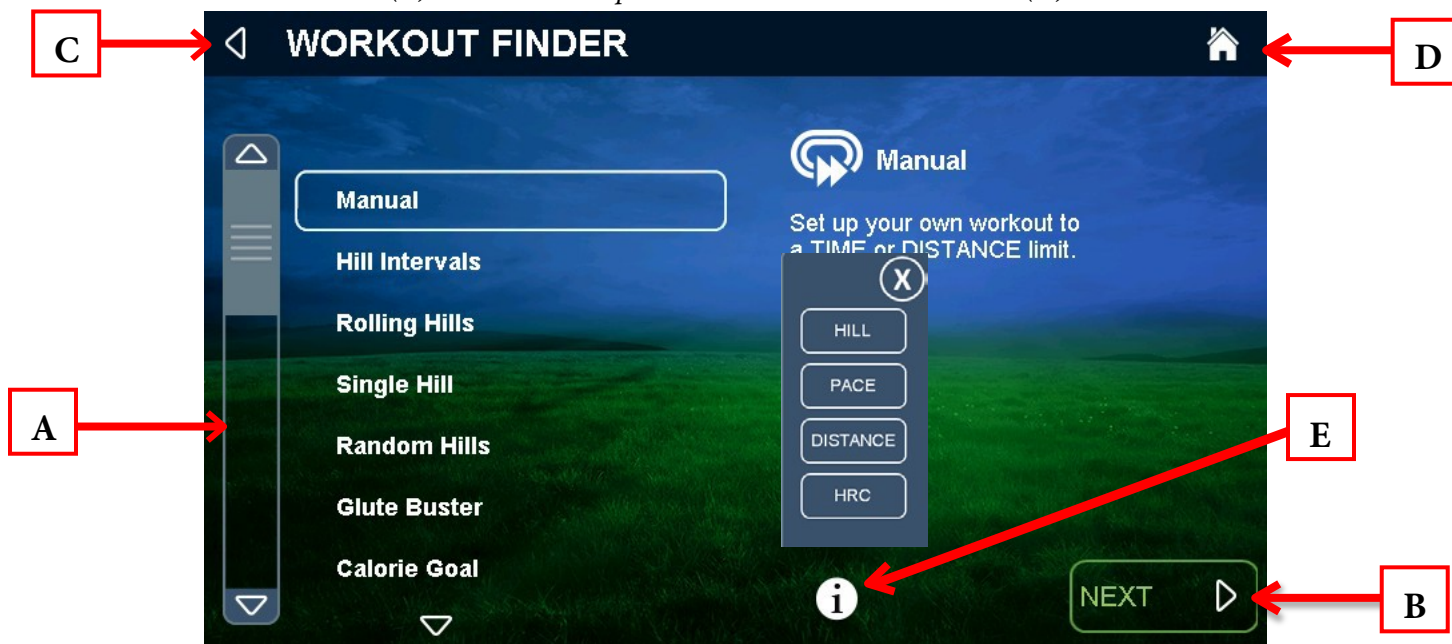 C
WORKOUT FINDER
D
Manual
Manual
Set up your own workout to
a TIME or DISTANCE limit.
X
Hill Intervals
HILL
Rolling Hills
PACE
Single Hill
A
DISTANCE
E
Random Hills
HRC
Glute Buster
Calorie Goal
i
NEXT
B